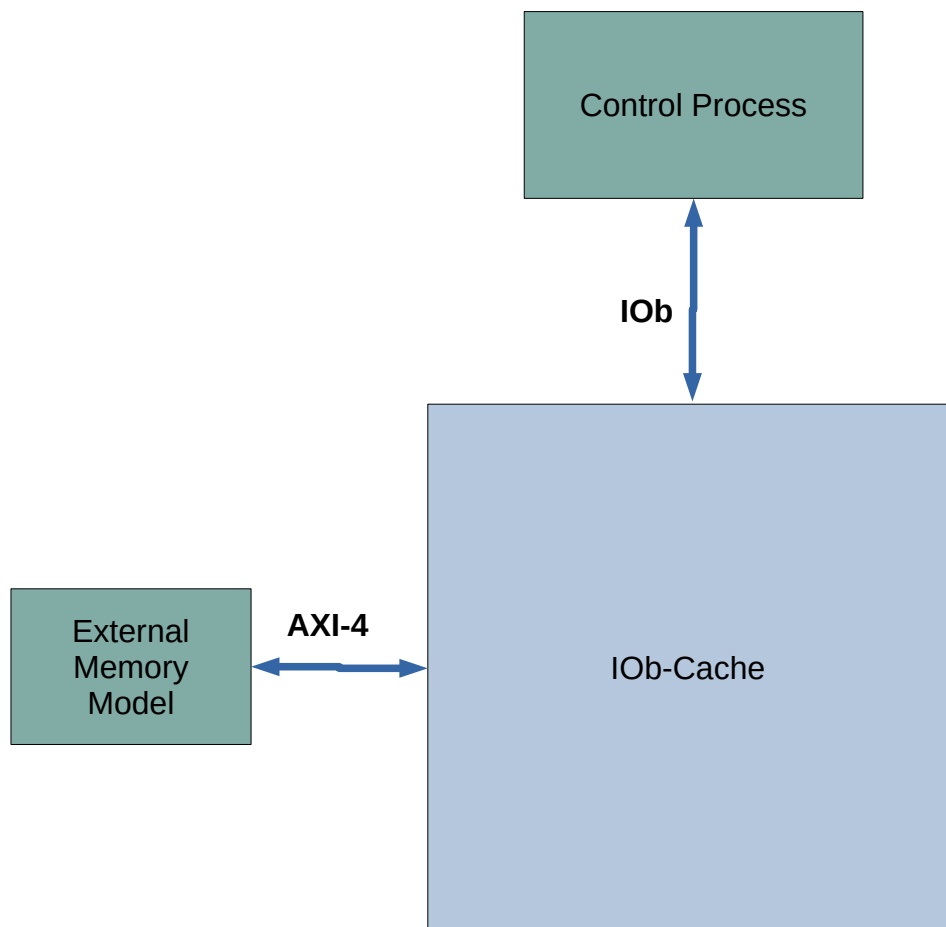 Control Process
IOb
External
Memory
Model
AXI-4
IOb-Cache